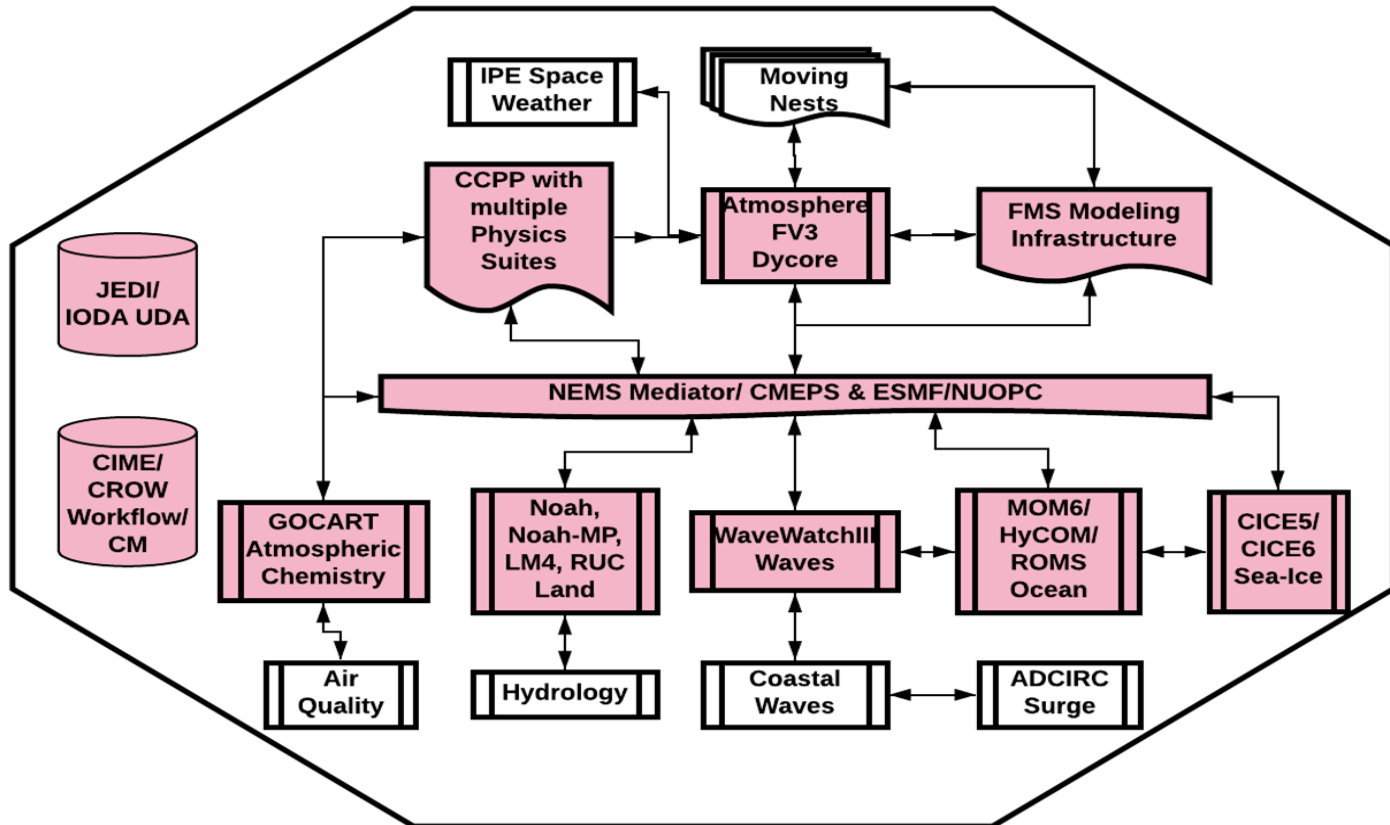 IPE Space
Weather
Moving
Nests
CCPP with
multiple
Physics
Suites
Atmosphere
FV3
Dycore
FMS Modeling
Infrastructure
JEDI/
IODA UDA
NEMS Mediator/ CMEPS & ESMF/NUOPC
CIME/
CROW
Workflow/
CM
GOCART
Atmospheric
Chemistry
Noah,
Noah-MP,
LM4, RUC
Land
WaveWatchIII
Waves
MOM6/
HyCOM/
ROMS
Ocean
CICE5/
CICE6
Sea-Ice
Air
Quality
Hydrology
Coastal
Waves
ADCIRC
Surge